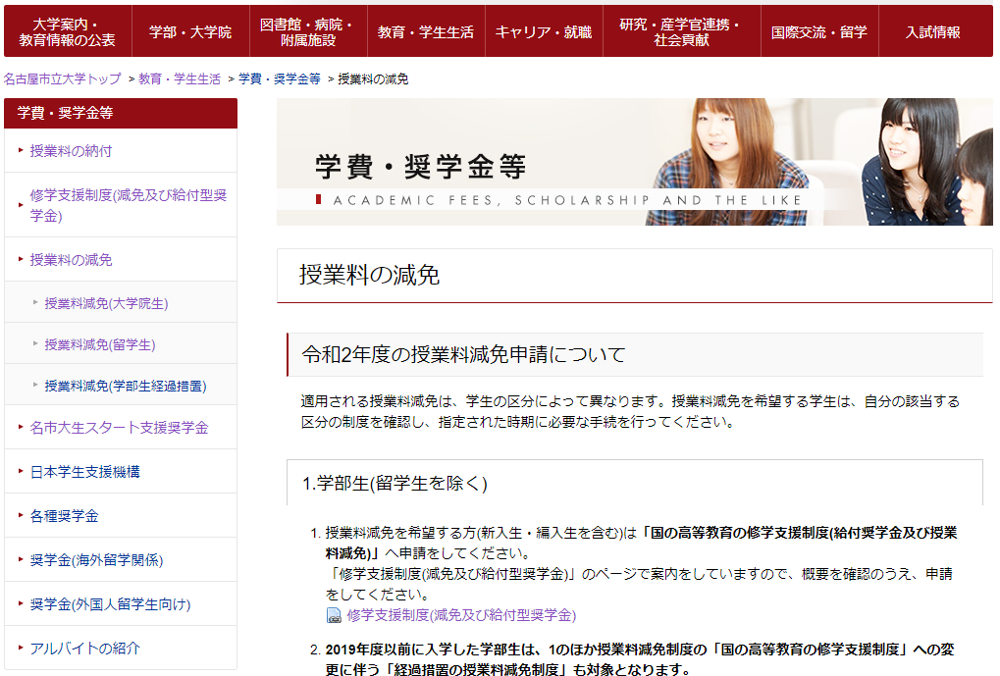 大学案内・
教育情報の公表
学部・大学院
図書館・病院・
附属施設
教育・学生生活
キャリア・就職
研究・産学官連携・
社会貢献
国際交流・留学
入試情報
名古屋市立大学トップ > 教育・学生生活 > 学費・奨学金等 > 授業料の減免
学費・奨学金等
授業料の納付
修学支援制度(減免及び給付型奨
学金)
授業料の減免
授業料減免(大学院生)
授業料減免(留学生)
授業料減免(学部生経過措置)
名市大生スタート支援奨学金
日本学生支援機構
各種奨学金
奨学金(海外留学関係)
奨学金(外国人留学生向け)
アルバイトの紹介
学費・奨学金等
ACADEMIC FEES, SCHOLARSHIP AND THE LIKE
授業料の減免
令和2年度の授業料減免申請について
適用される授業料減免は、学生の区分によって異なります。授業料減免を希望する学生は、自分の該当する
区分の制度を確認し、指定された時期に必要な手続を行ってください。
1.学部生(留学生を除く)
1. 授業料減免を希望する方(新入生・編入生を含む)は「国の高等教育の修学支援制度(給付奨学金及び授業
料減免)」へ申請をしてください。
「修学支援制度(減免及び給付型奨学金)」のページで案内をしていますので、概要を確認のうえ、申請
をしてください。
修学支援制度(減免及び給付型奨学金)
2. 2019年度以前に入学した学部生は、1のほか授業料減免制度の「国の高等教育の修学支援制度」への変
更に伴う「経過措置の授業料減免制度」も対象となります。